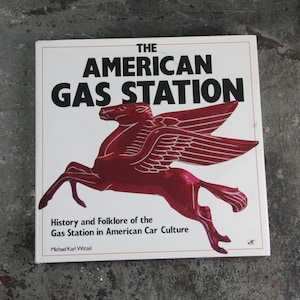 THE
AMERICAN
GAS STATION
History and Folklore of the
Gas Station in American Car Culture
Michael Karl Witzel